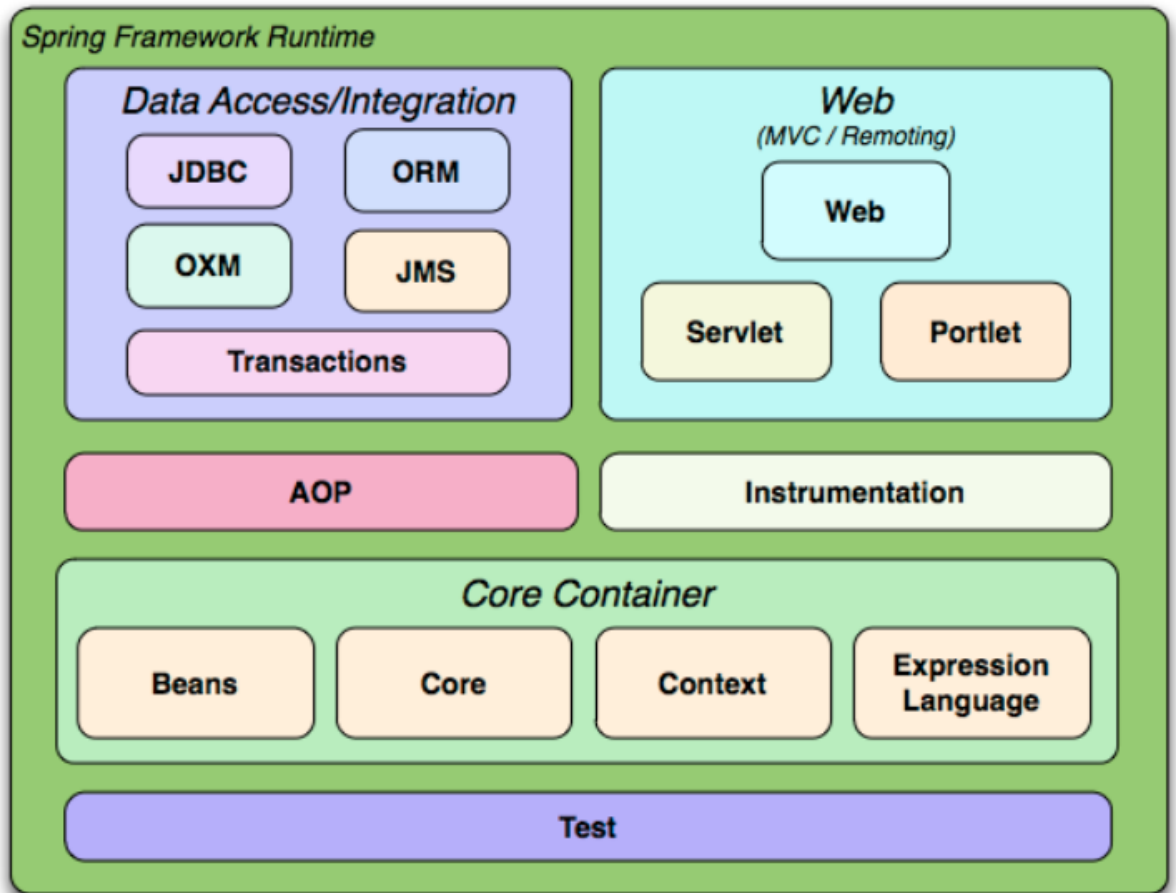 Spring Framework Runtime
Data Access/Integration
JDBC
ORM
OXM
JMS
Transactions
Web
(MVC / Remoting)
Web
Servlet
Portlet
AOP
Instrumentation
Core Container
Beans
Core
Context
Expression
Language
Test